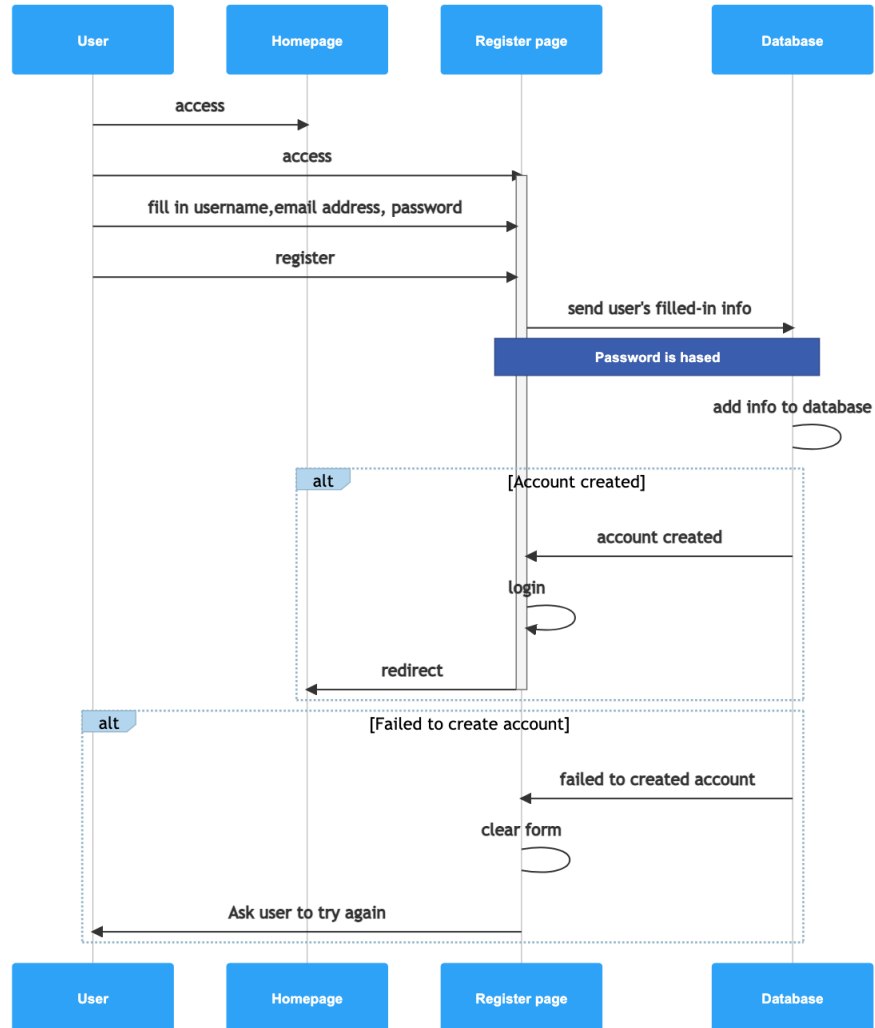 User
Homepage
Register page
Database
access
access
fill in username,email address, password
register
send user's filled-in info
Password is hased
add info to database
alt
[Account created]
account created
login
redirect
alt
[Failed to create account]
failed to created account
clear form
Ask user to try again
User
Homepage
Register page
Database